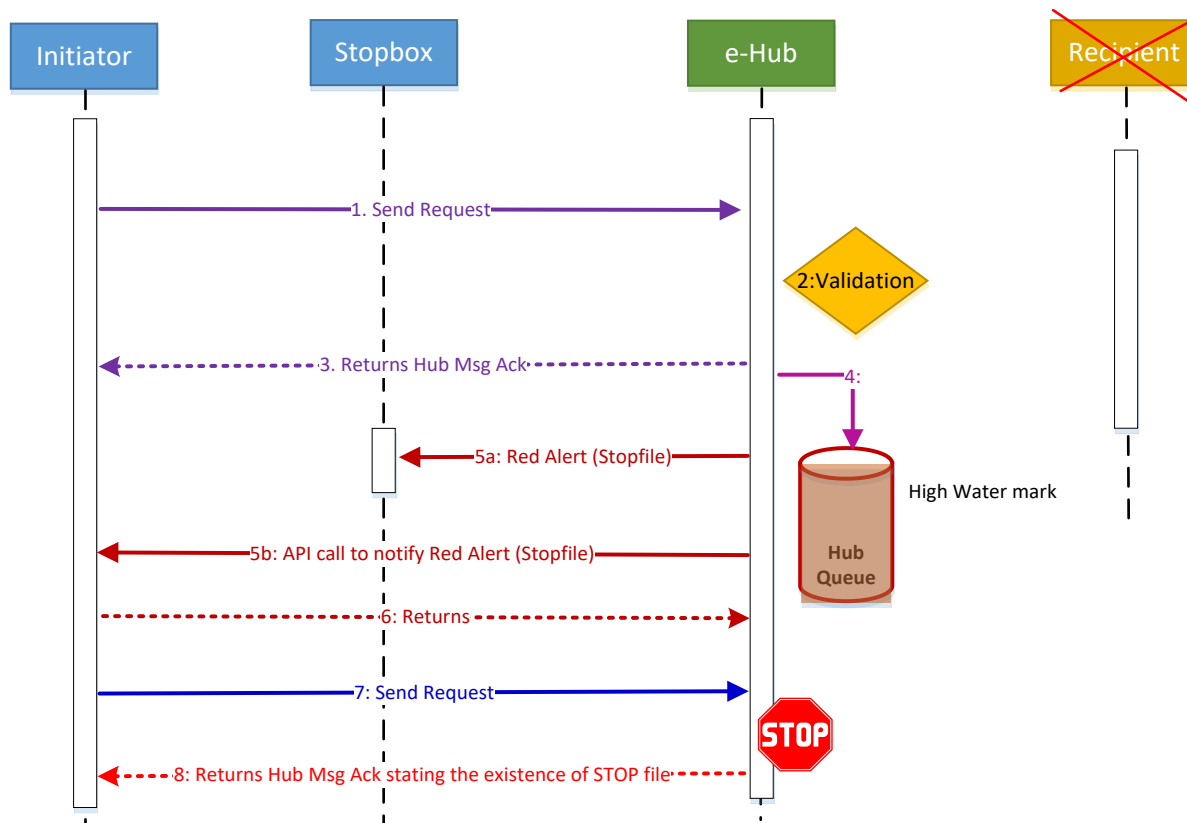 Initiator
Stopbox
e-Hub
Recipient
1. Send Request
2:Validation
3. Returns Hub Msg Ack
4:
5a: Red Alert (Stopfile)
High Water mark
5b: API call to notify Red Alert (Stopfile)
Hub
Queue
6: Returns
7: Send Request
STOP
8: Returns Hub Msg Ack stating the existence of STOP file